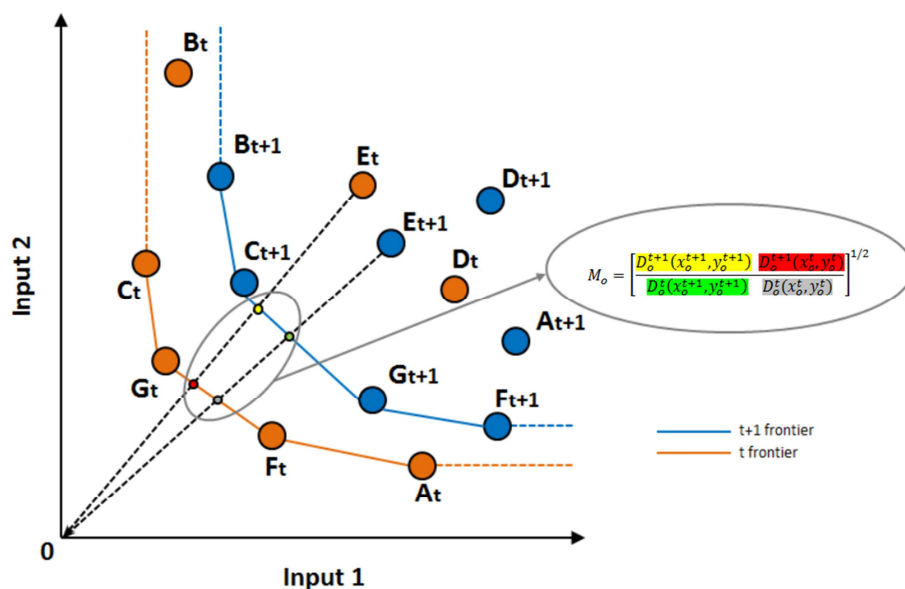 Bt
Bt+1
Et
Dt+1
Et+1
Ct+1
Dt
Ct
At+1
Gt
Gt+1
Ft+1
Ft
At
Input 2
0
Input 1
M_o = [D_o^{t+1}(x_o^{t+1},y_o^{t+1}) D_o^{t+1}(x_o^t,y_o^t) / D_o^t(x_o^{t+1},y_o^{t+1}) D_o^t(x_o^t,y_o^t)]^{1/2}
t+1 frontier
t frontier